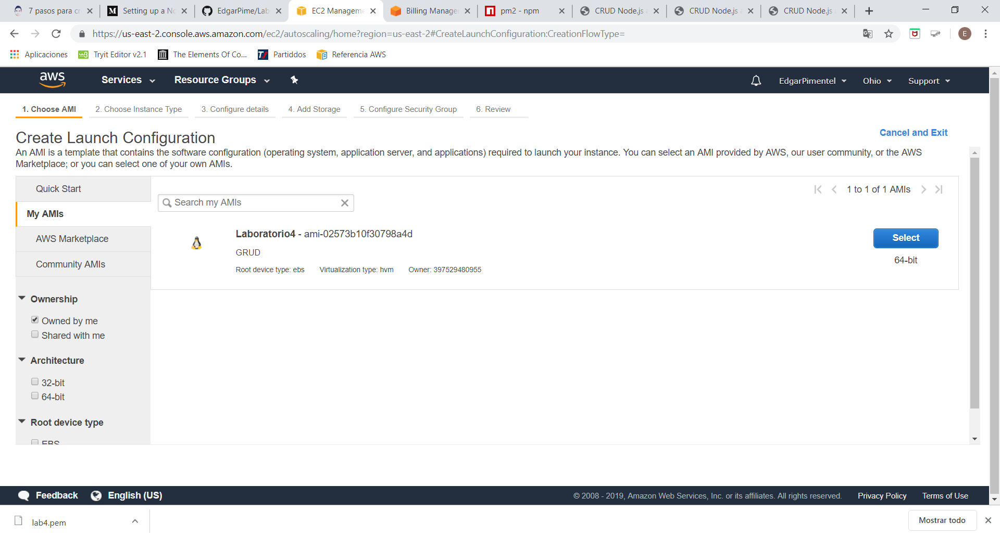 7 pasos para cr
Setting up a No
EdgarPime/Lab
EC2 Manageme
Billing Manage
pm2 - npm
CRUD Node.js
CRUD Node.js
CRUD Node.js
https://us-east-2.console.aws.amazon.com/ec2/autoscaling/home?region=us-east-2#CreateLaunchConfiguration:CreationFlowType=
E
Aplicaciones
Tryit Editor v2.1
The Elements Of Co...
Partiddos
Referencia AWS
aws
Services
Resource Groups
EdgarPimentel
Ohio
Support
1. Choose AMI
2. Choose Instance Type
3. Configure details
4. Add Storage
5. Configure Security Group
6. Review
Create Launch Configuration
Cancel and Exit
An AMI is a template that contains the software configuration (operating system, application server, and applications) required to launch your instance. You can select an AMI provided by AWS, our user community, or the AWS
Marketplace; or you can select one of your own AMIs.
Quick Start
My AMIs
AWS Marketplace
Community AMIs
Search my AMIs
1 to 1 of 1 AMIs
Laboratorio4 - ami-02573b10f30798a4d
GRUD
Root device type: ebs Virtualization type: hvm Owner: 397529480955
Select
64-bit
Ownership
Owned by me
Shared with me
Architecture
32-bit
64-bit
Root device type
EBS
Feedback
English (US)
© 2008 - 2019, Amazon Web Services, Inc. or its affiliates. All rights reserved.
Privacy Policy
Terms of Use
lab4.pem
Mostrar todo